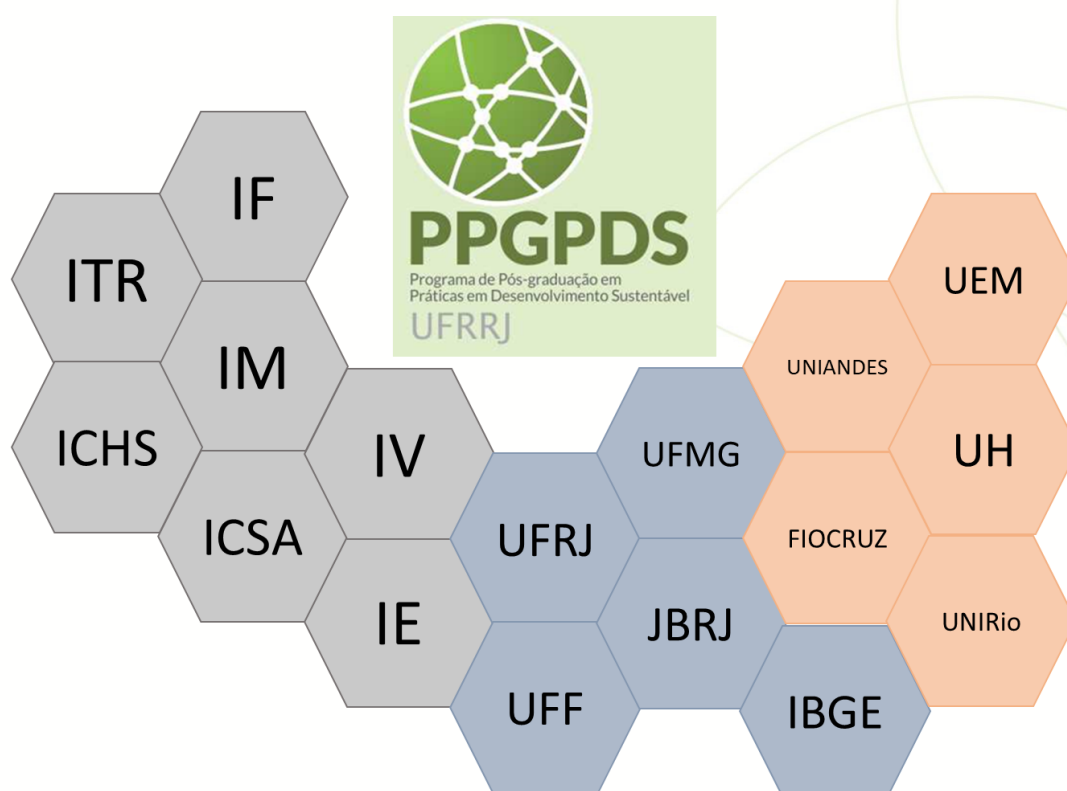 PPGPDS
Programa de Pós-graduação em
Práticas em Desenvolvimento Sustentável
UFRRJ
IF
ITR
IM
ICHS
ICSA
IV
IE
UFRJ
UFF
UFMG
JBRJ
IBGE
UNIANDES
FIOCRUZ
UEM
UH
UNIRio